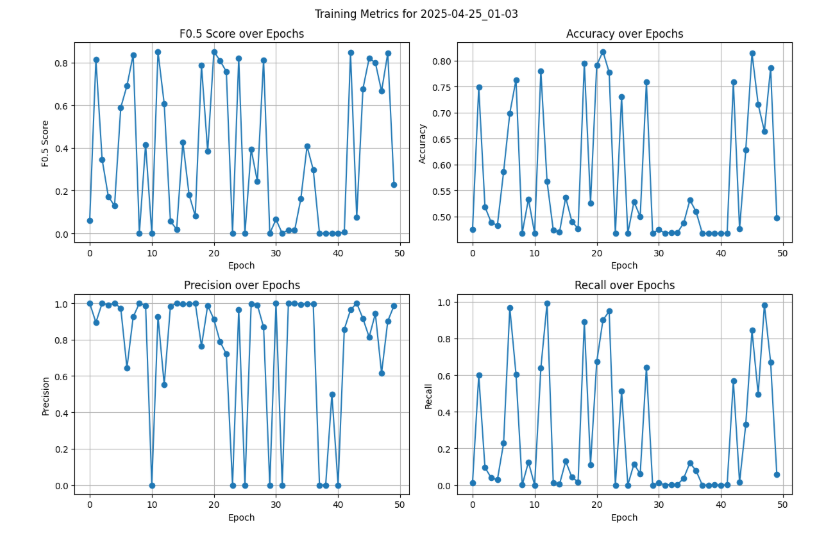 Training Metrics for 2025-04-25_01-03
F0.5 Score over Epochs
0.8
0.6
0.4
0.2
0.0
F0.5 Score
0 10 20 30 40 50
Epoch
Accuracy over Epochs
0.80
0.75
0.70
0.65
0.60
0.55
0.50
Accuracy
0 10 20 30 40 50
Epoch
Precision over Epochs
1.0
0.8
0.6
0.4
0.2
0.0
Precision
0 10 20 30 40 50
Epoch
Recall over Epochs
1.0
0.8
0.6
0.4
0.2
0.0
Recall
0 10 20 30 40 50
Epoch